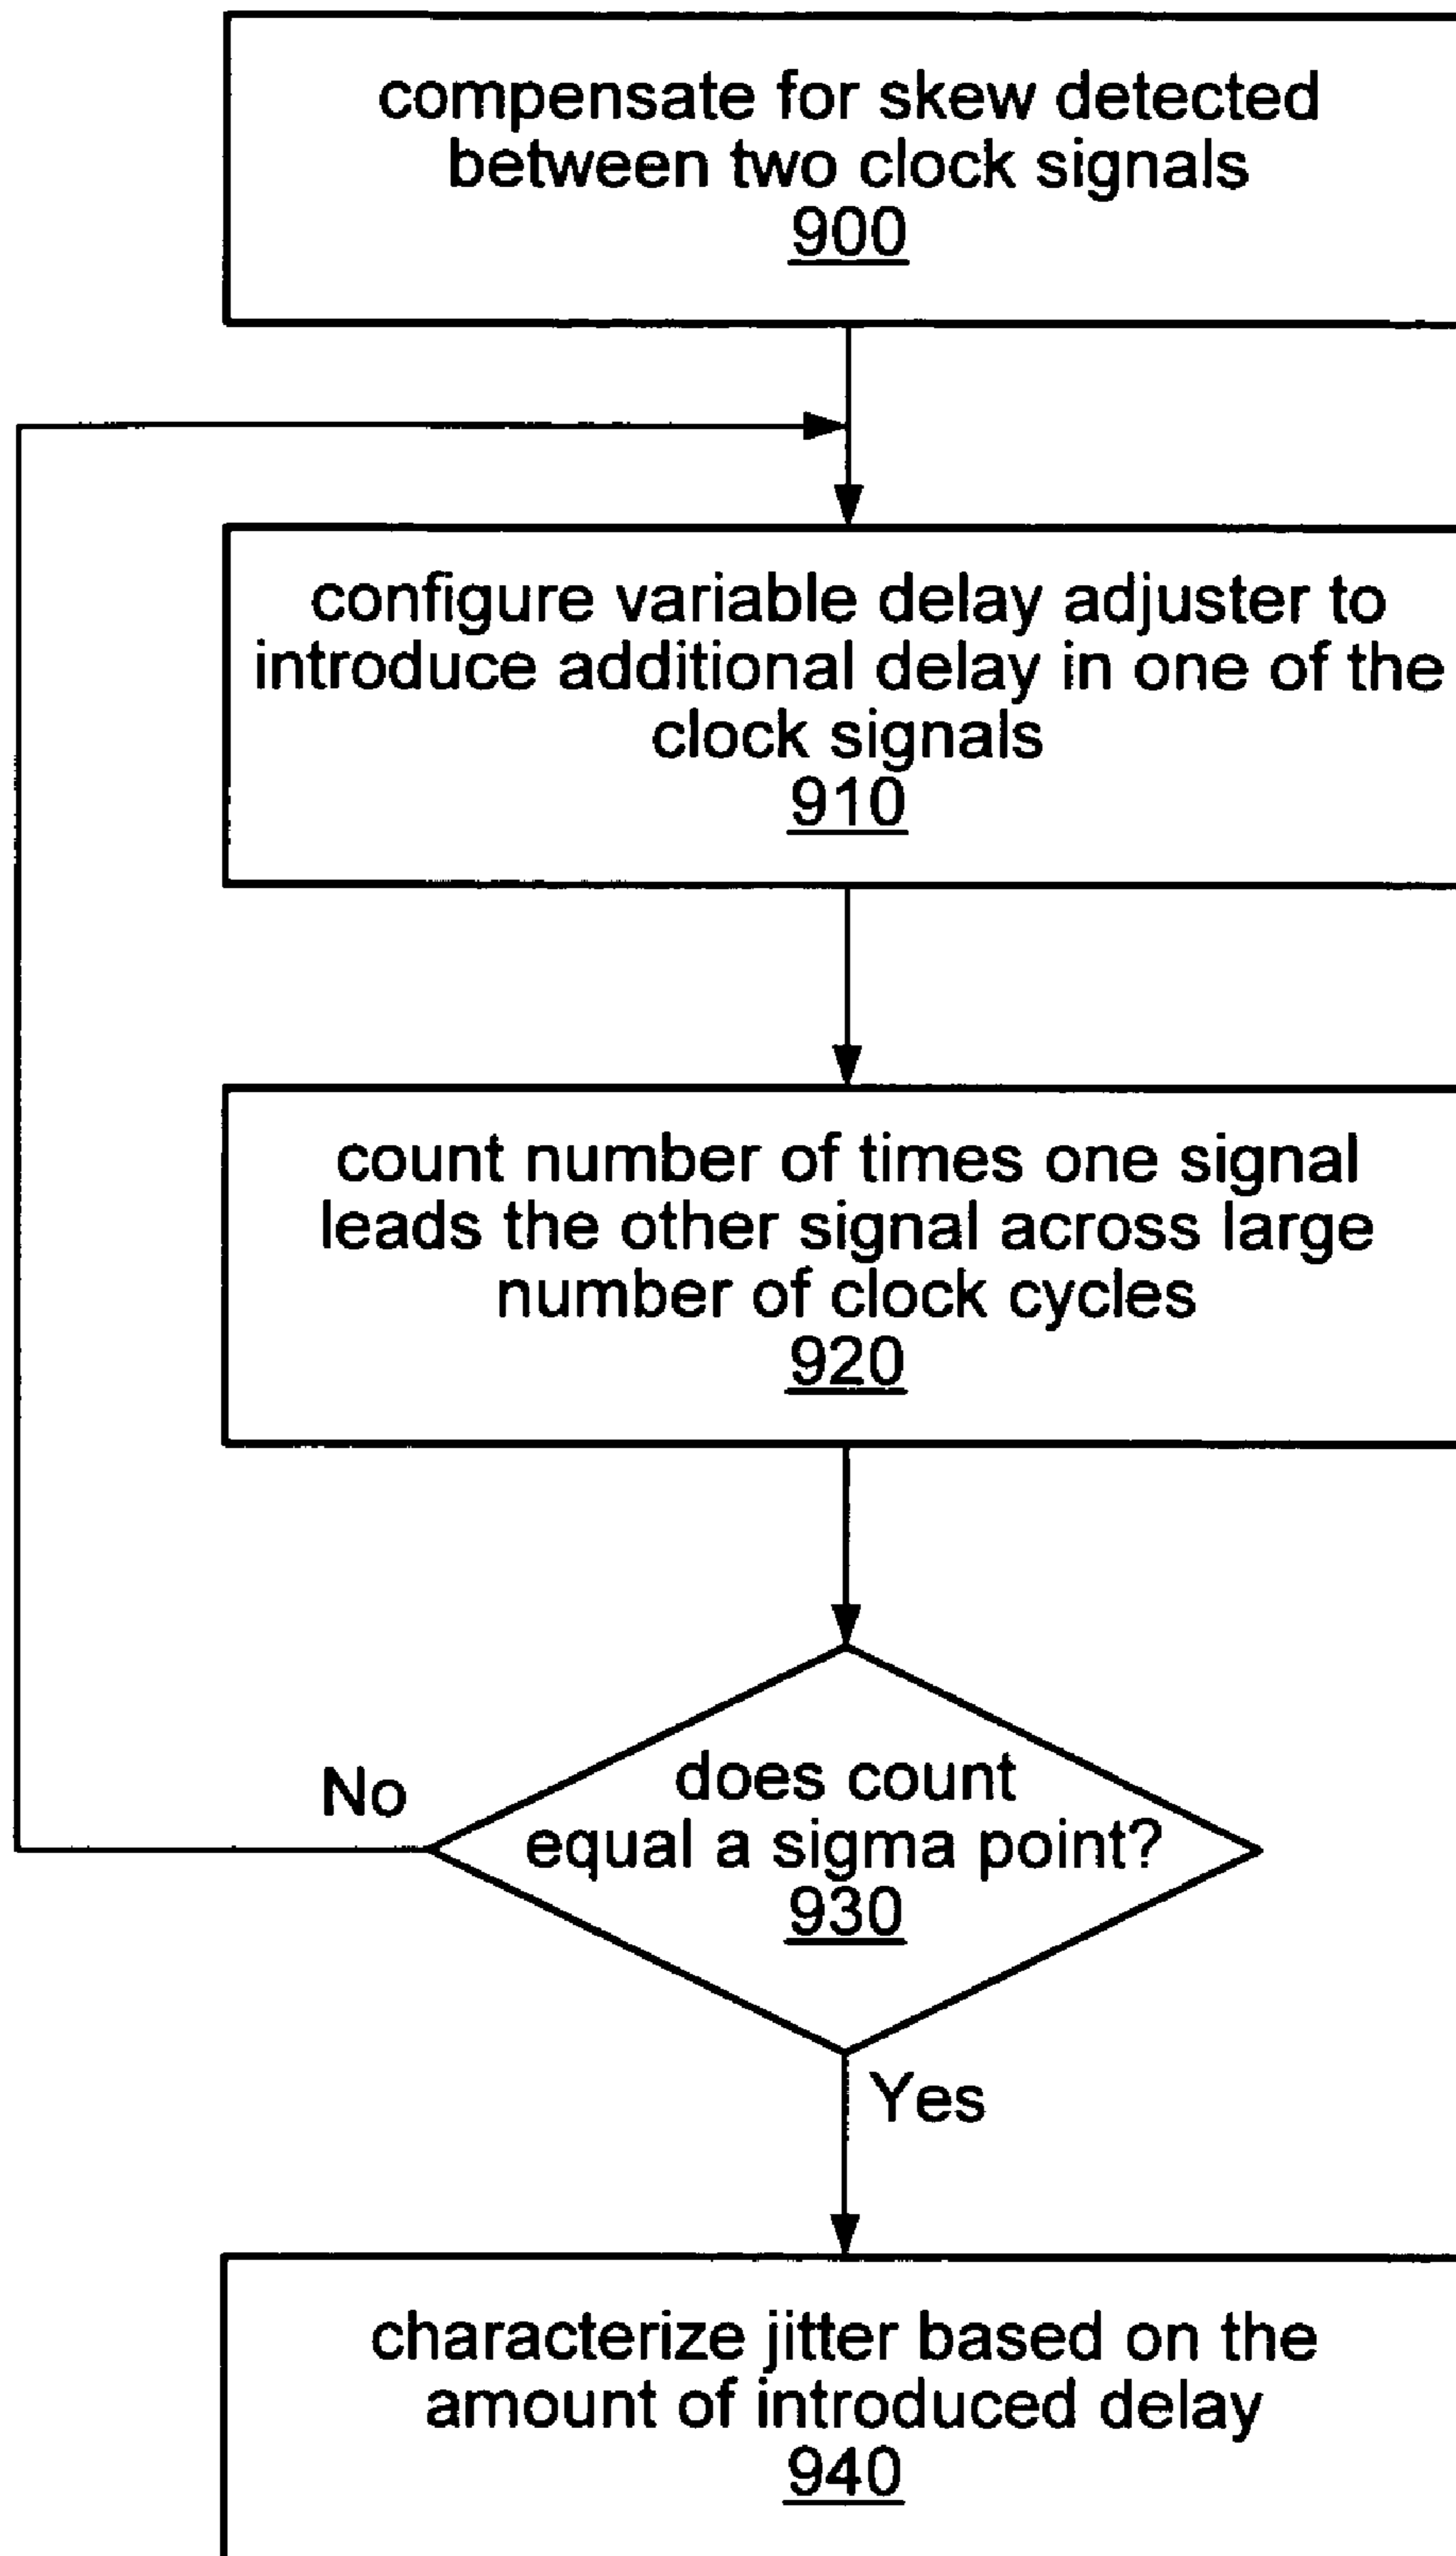 compensate for skew detected
between two clock signals
900
configure variable delay adjuster to
introduce additional delay in one of the
clock signals
910
count number of times one signal
leads the other signal across large
number of clock cycles
920
No
does count
equal a sigma point?
930
Yes
characterize jitter based on the
amount of introduced delay
940